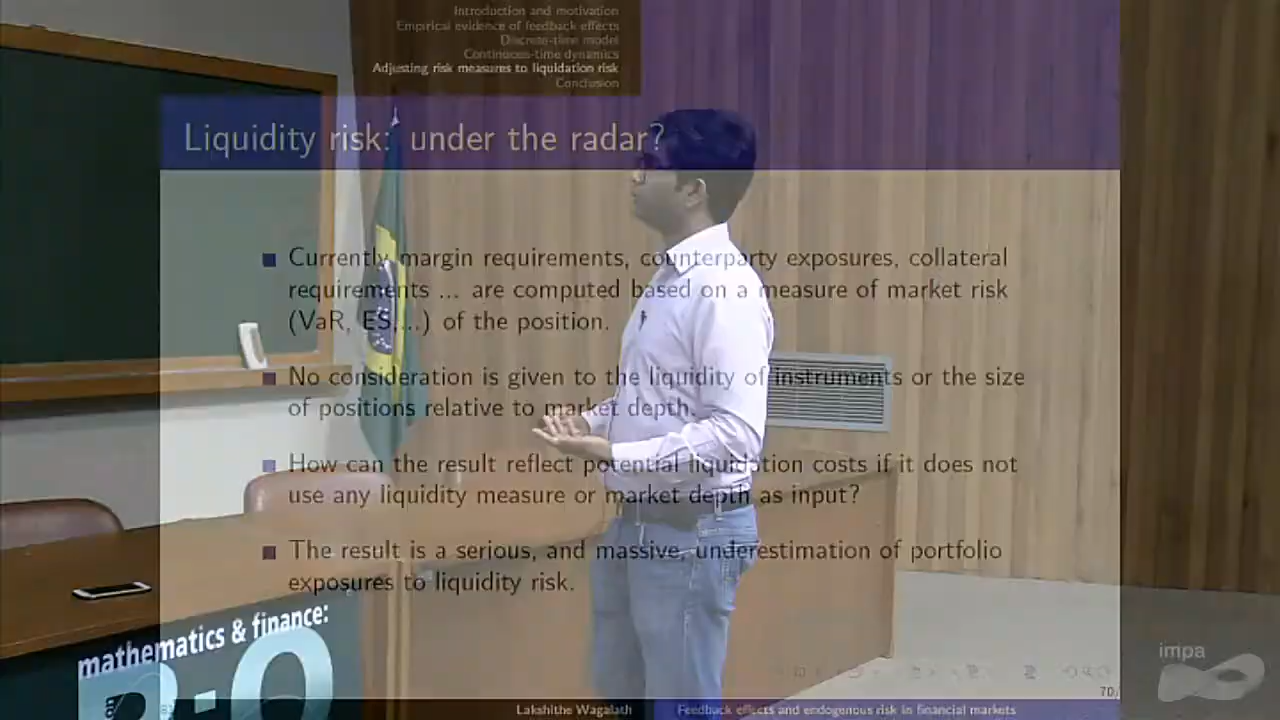 Introduction and motivation
Empirical evidence of feedback effects
Discrete-time model
Continuous-time dynamics
Adjusting risk measures to liquidation risk
Conclusion
Liquidity risk: under the radar?
Currently margin requirements, counterparty exposures, collateral
requirements ... are computed based on a measure of market risk
(VaR, ES,...) of the position.
No consideration is given to the liquidity of instruments or the size
of positions relative to market depth.
How can the result reflect potential liquidation costs if it does not
use any liquidity measure or market depth as input?
The result is a serious, and massive, underestimation of portfolio
exposures to liquidity risk.
mathematics & finance:
impa
70/
Lakshithe Wagalath
Feedback effects and endogenous risk in financial markets